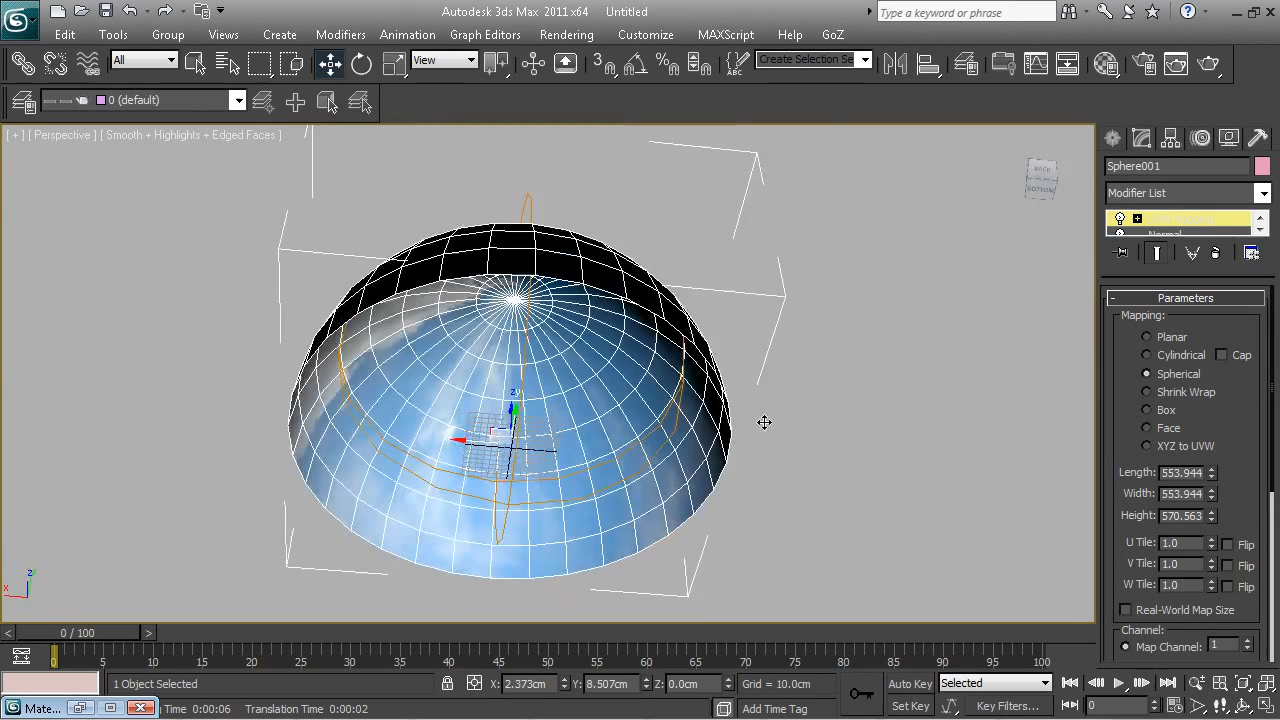 Autodesk 3ds Max 2011 x64 Untitled
Type a keyword or phrase
Edit Tools Group Views Create Modifiers Animation Graph Editors Rendering Customize MAXScript Help GoZ
All
View
Create Selection Se
0 (default)
[ + ] [ Perspective ] [ Smooth + Highlights + Edged Faces ]
BACK
BOTTOM
Sphere001
Modifier List
Normal
Parameters
Mapping:
Planar
Cylindrical Cap
Spherical
Shrink Wrap
Box
Face
XYZ to UVW
Length: 553.944
Width: 553.944
Height: 570.563
U Tile: 1.0 Flip
V Tile: 1.0 Flip
W Tile: 1.0 Flip
Real-World Map Size
Channel:
Map Channel: 1
z
z
x
< 0 / 100 >
0 5 10 15 20 25 30 35 40 45 50 55 60 65 70 75 80 85 90 95 100
1 Object Selected X: 2.373cm Y: 8.507cm Z: 0.0cm Grid = 10.0cm Auto Key Selected
Mate... Time 0:00:06 Translation Time 0:00:02 Add Time Tag Set Key Key Filters... 0